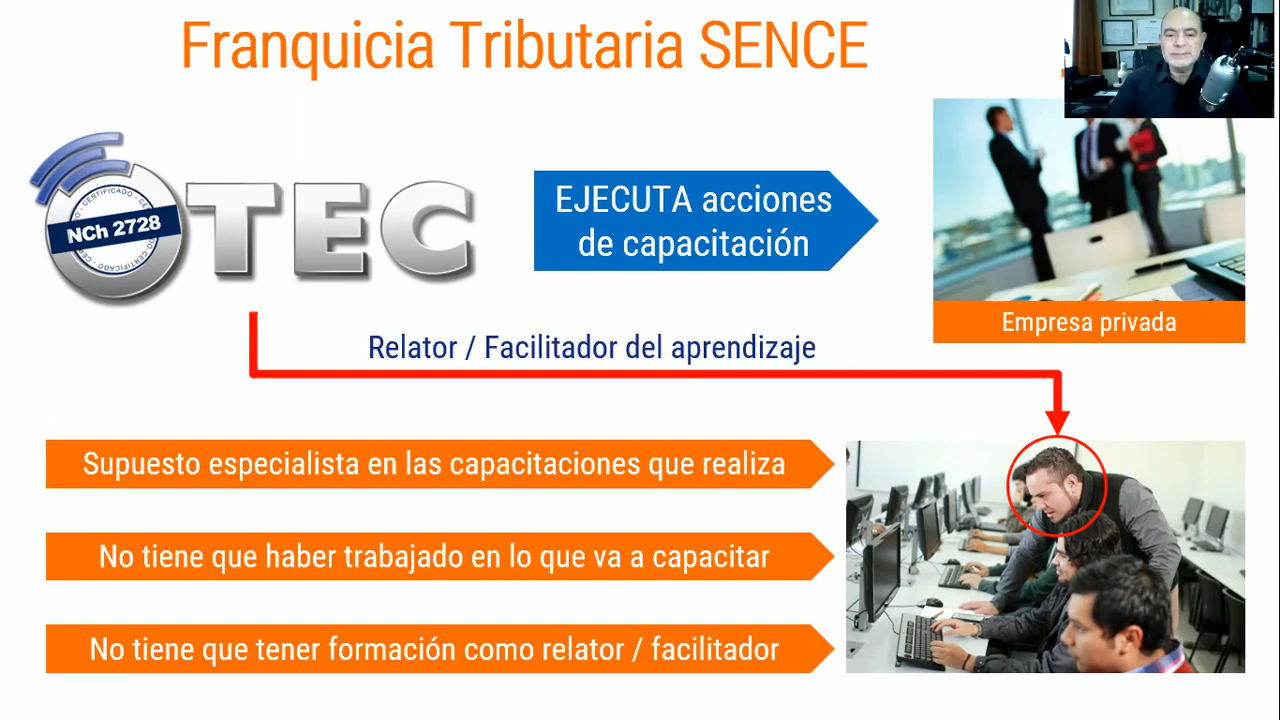 Franquicia Tributaria SENCE
CERTIFICADO
NCh 2728
TEC
EJECUTA acciones
de capacitación
Empresa privada
Relator / Facilitador del aprendizaje
Supuesto especialista en las capacitaciones que realiza
No tiene que haber trabajado en lo que va a capacitar
No tiene que tener formación como relator / facilitador